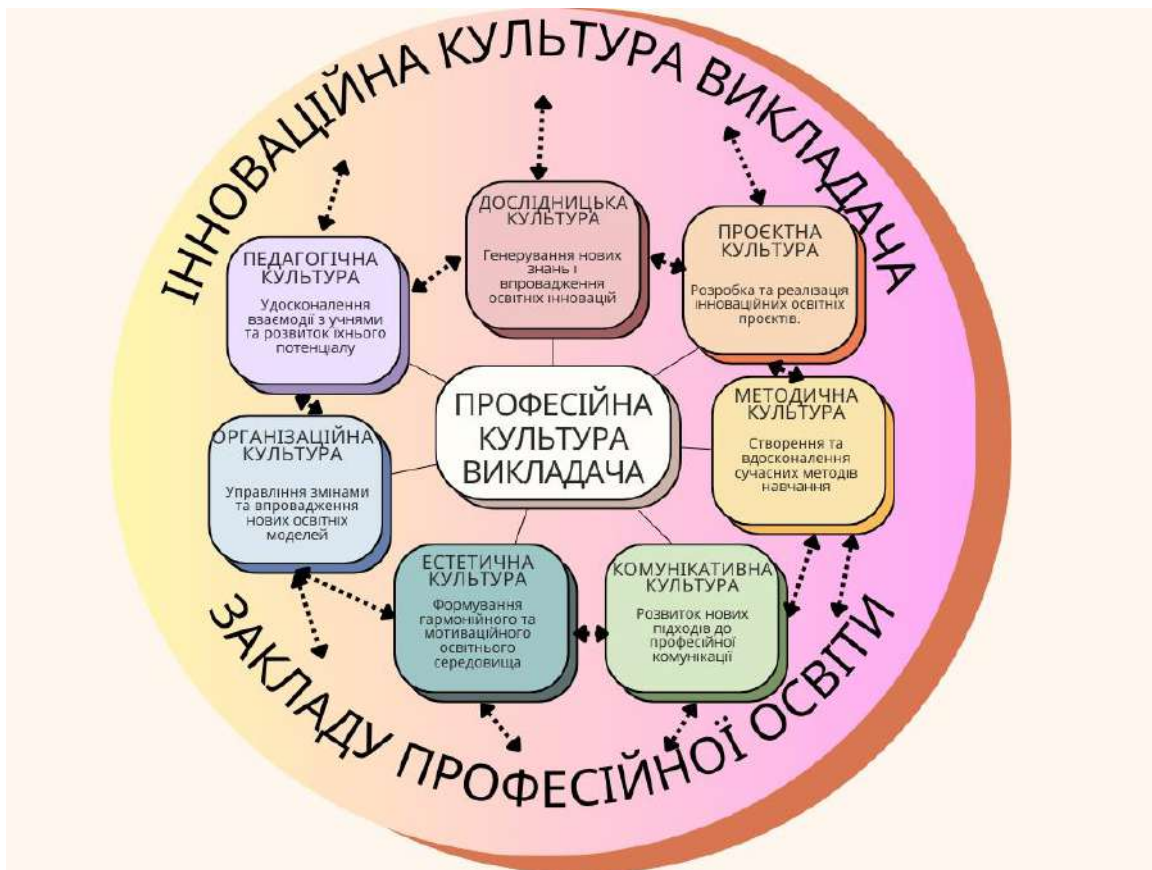 ІННОВАЦІЙНА КУЛЬТУРА ВИКЛАДАЧА
ДОСЛІДНИЦЬКА
КУЛЬТУРА
Генерування нових
знань і
впровадження
освітніх інновацій
ПРОЄКТНА
КУЛЬТУРА
Розробка та реалізація
інноваційних освітніх
проєктів.
ПЕДАГОГІЧНА
КУЛЬТУРА
Удосконалення
взаємодії з учнями
та розвиток їхнього
потенціалу
ПРОФЕСІЙНА
КУЛЬТУРА
ВИКЛАДАЧА
МЕТОДИЧНА
КУЛЬТУРА
Створення та
вдосконалення
сучасних методів
навчання
ОРГАНІЗАЦІЙНА
КУЛЬТУРА
Управління змінами
та впровадження
нових освітніх
моделей
ЕСТЕТИЧНА
КУЛЬТУРА
Формування
гармонійного та
мотиваційного
освітнього
середовища
КОМУНІКАТИВНА
КУЛЬТУРА
Розвиток нових
підходів до
професійної
комунікації
ЗАКЛАДУ ПРОФЕСІЙНОЇ ОСВІТИ